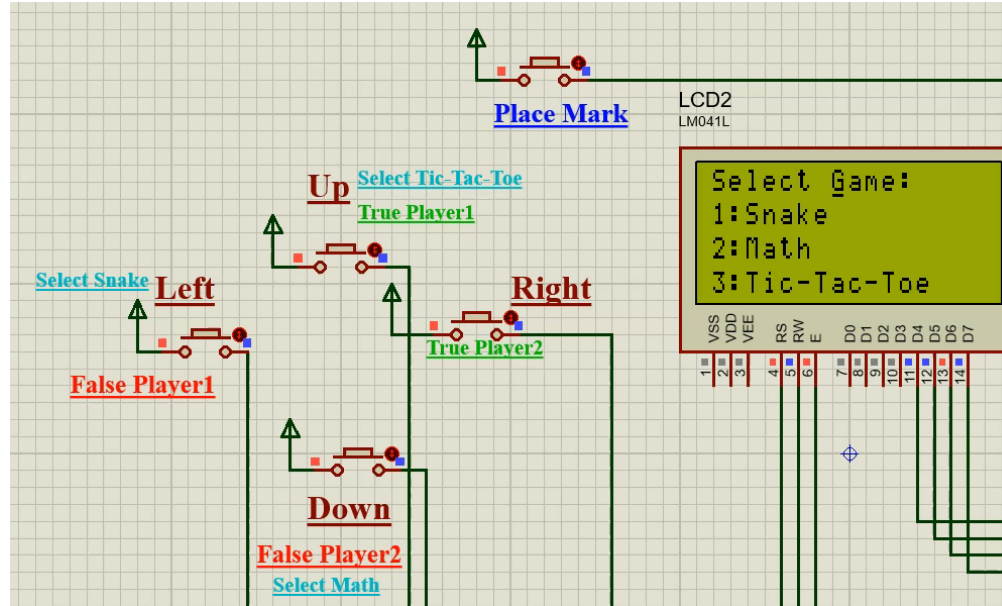 Place Mark
LCD2
LM041L
Select Game:
1:Snake
2:Math
3:Tic-Tac-Toe
Up
Select Tic-Tac-Toe
True Player1
Select Snake
Left
Right
True Player2
False Player1
Down
False Player2
Select Math
VSS
VDD
VEE
RS
RW
E
D0
D1
D2
D3
D4
D5
D6
D7
1
2
3
4
5
6
7
8
9
10
11
12
13
14